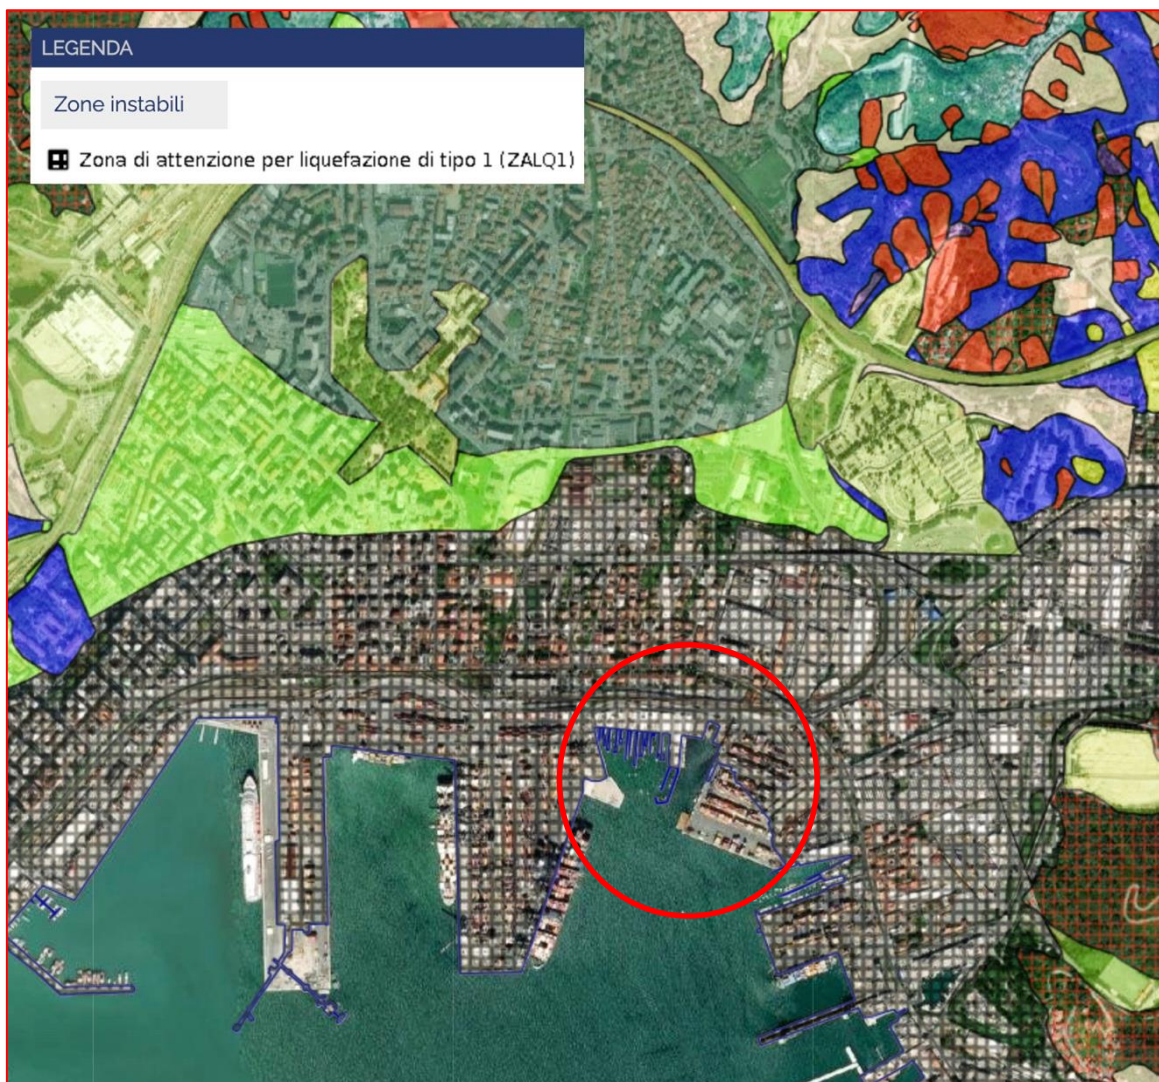 LEGENDA
Zone instabili
Zona di attenzione per liquefazione di tipo 1 (ZALQ1)